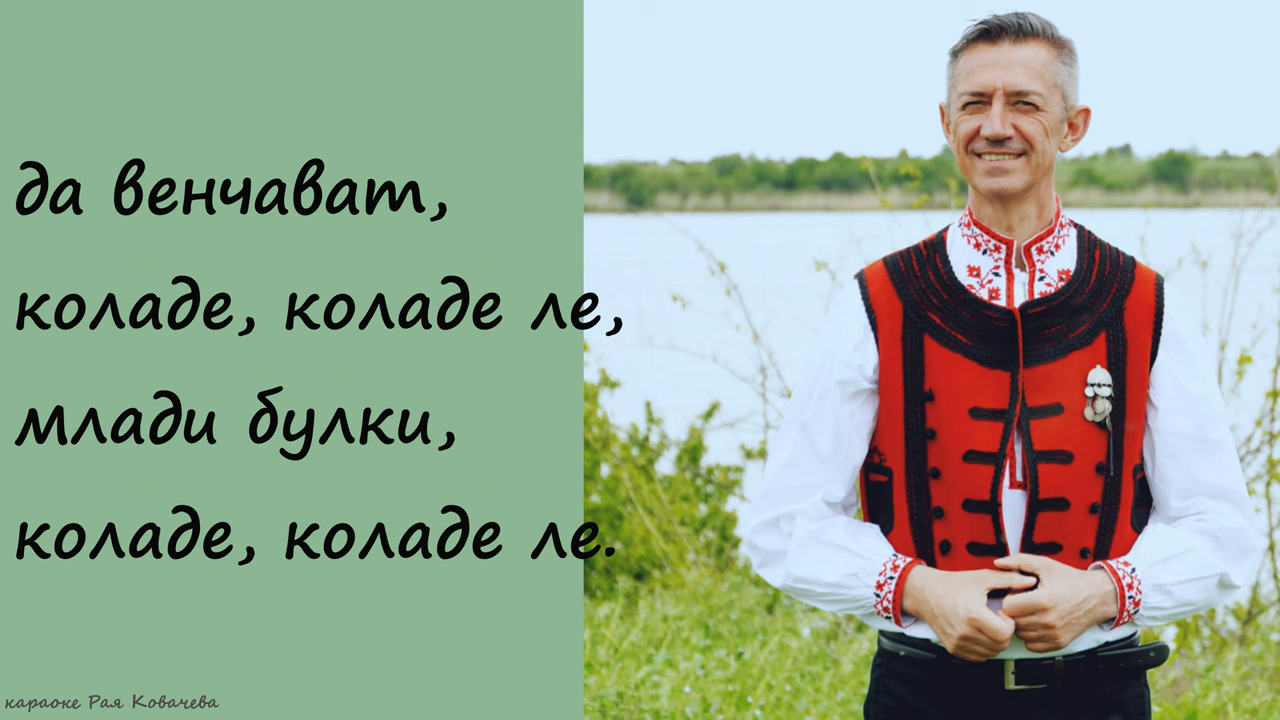 да венчават,
коладе, коладе ле,
млади булки,
коладе, коладе ле.
караоке Рая Ковачева